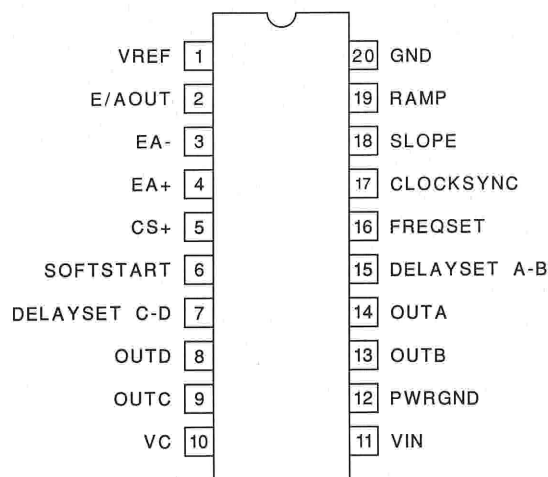 VREF 1 20 GND
E/AOUT 2 19 RAMP
EA- 3 18 SLOPE
EA+ 4 17 CLOCKSYNC
CS+ 5 16 FREQSET
SOFTSTART 6 15 DELAYSET A-B
DELAYSET C-D 7 14 OUTA
OUTD 8 13 OUTB
OUTC 9 12 PWRGND
VC 10 11 VIN